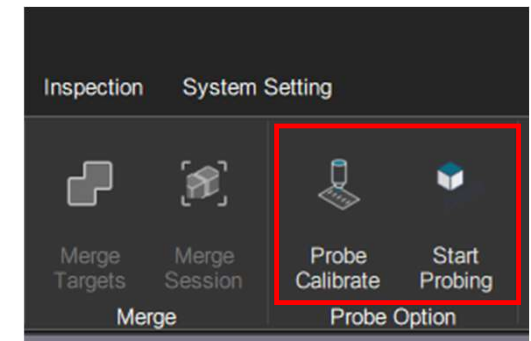 Inspection System Setting
Merge Targets
Merge Session
Probe Calibrate
Start Probing
Merge
Probe Option